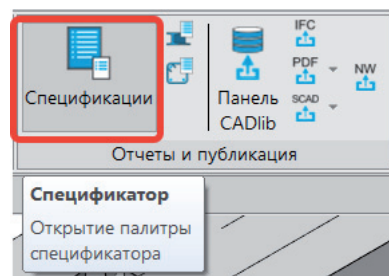 IFC
PDF
NW
Спецификации
Панель
CADlib
SCAD
Отчеты и публикация
Спецификатор
Открытие палитры
спецификатора